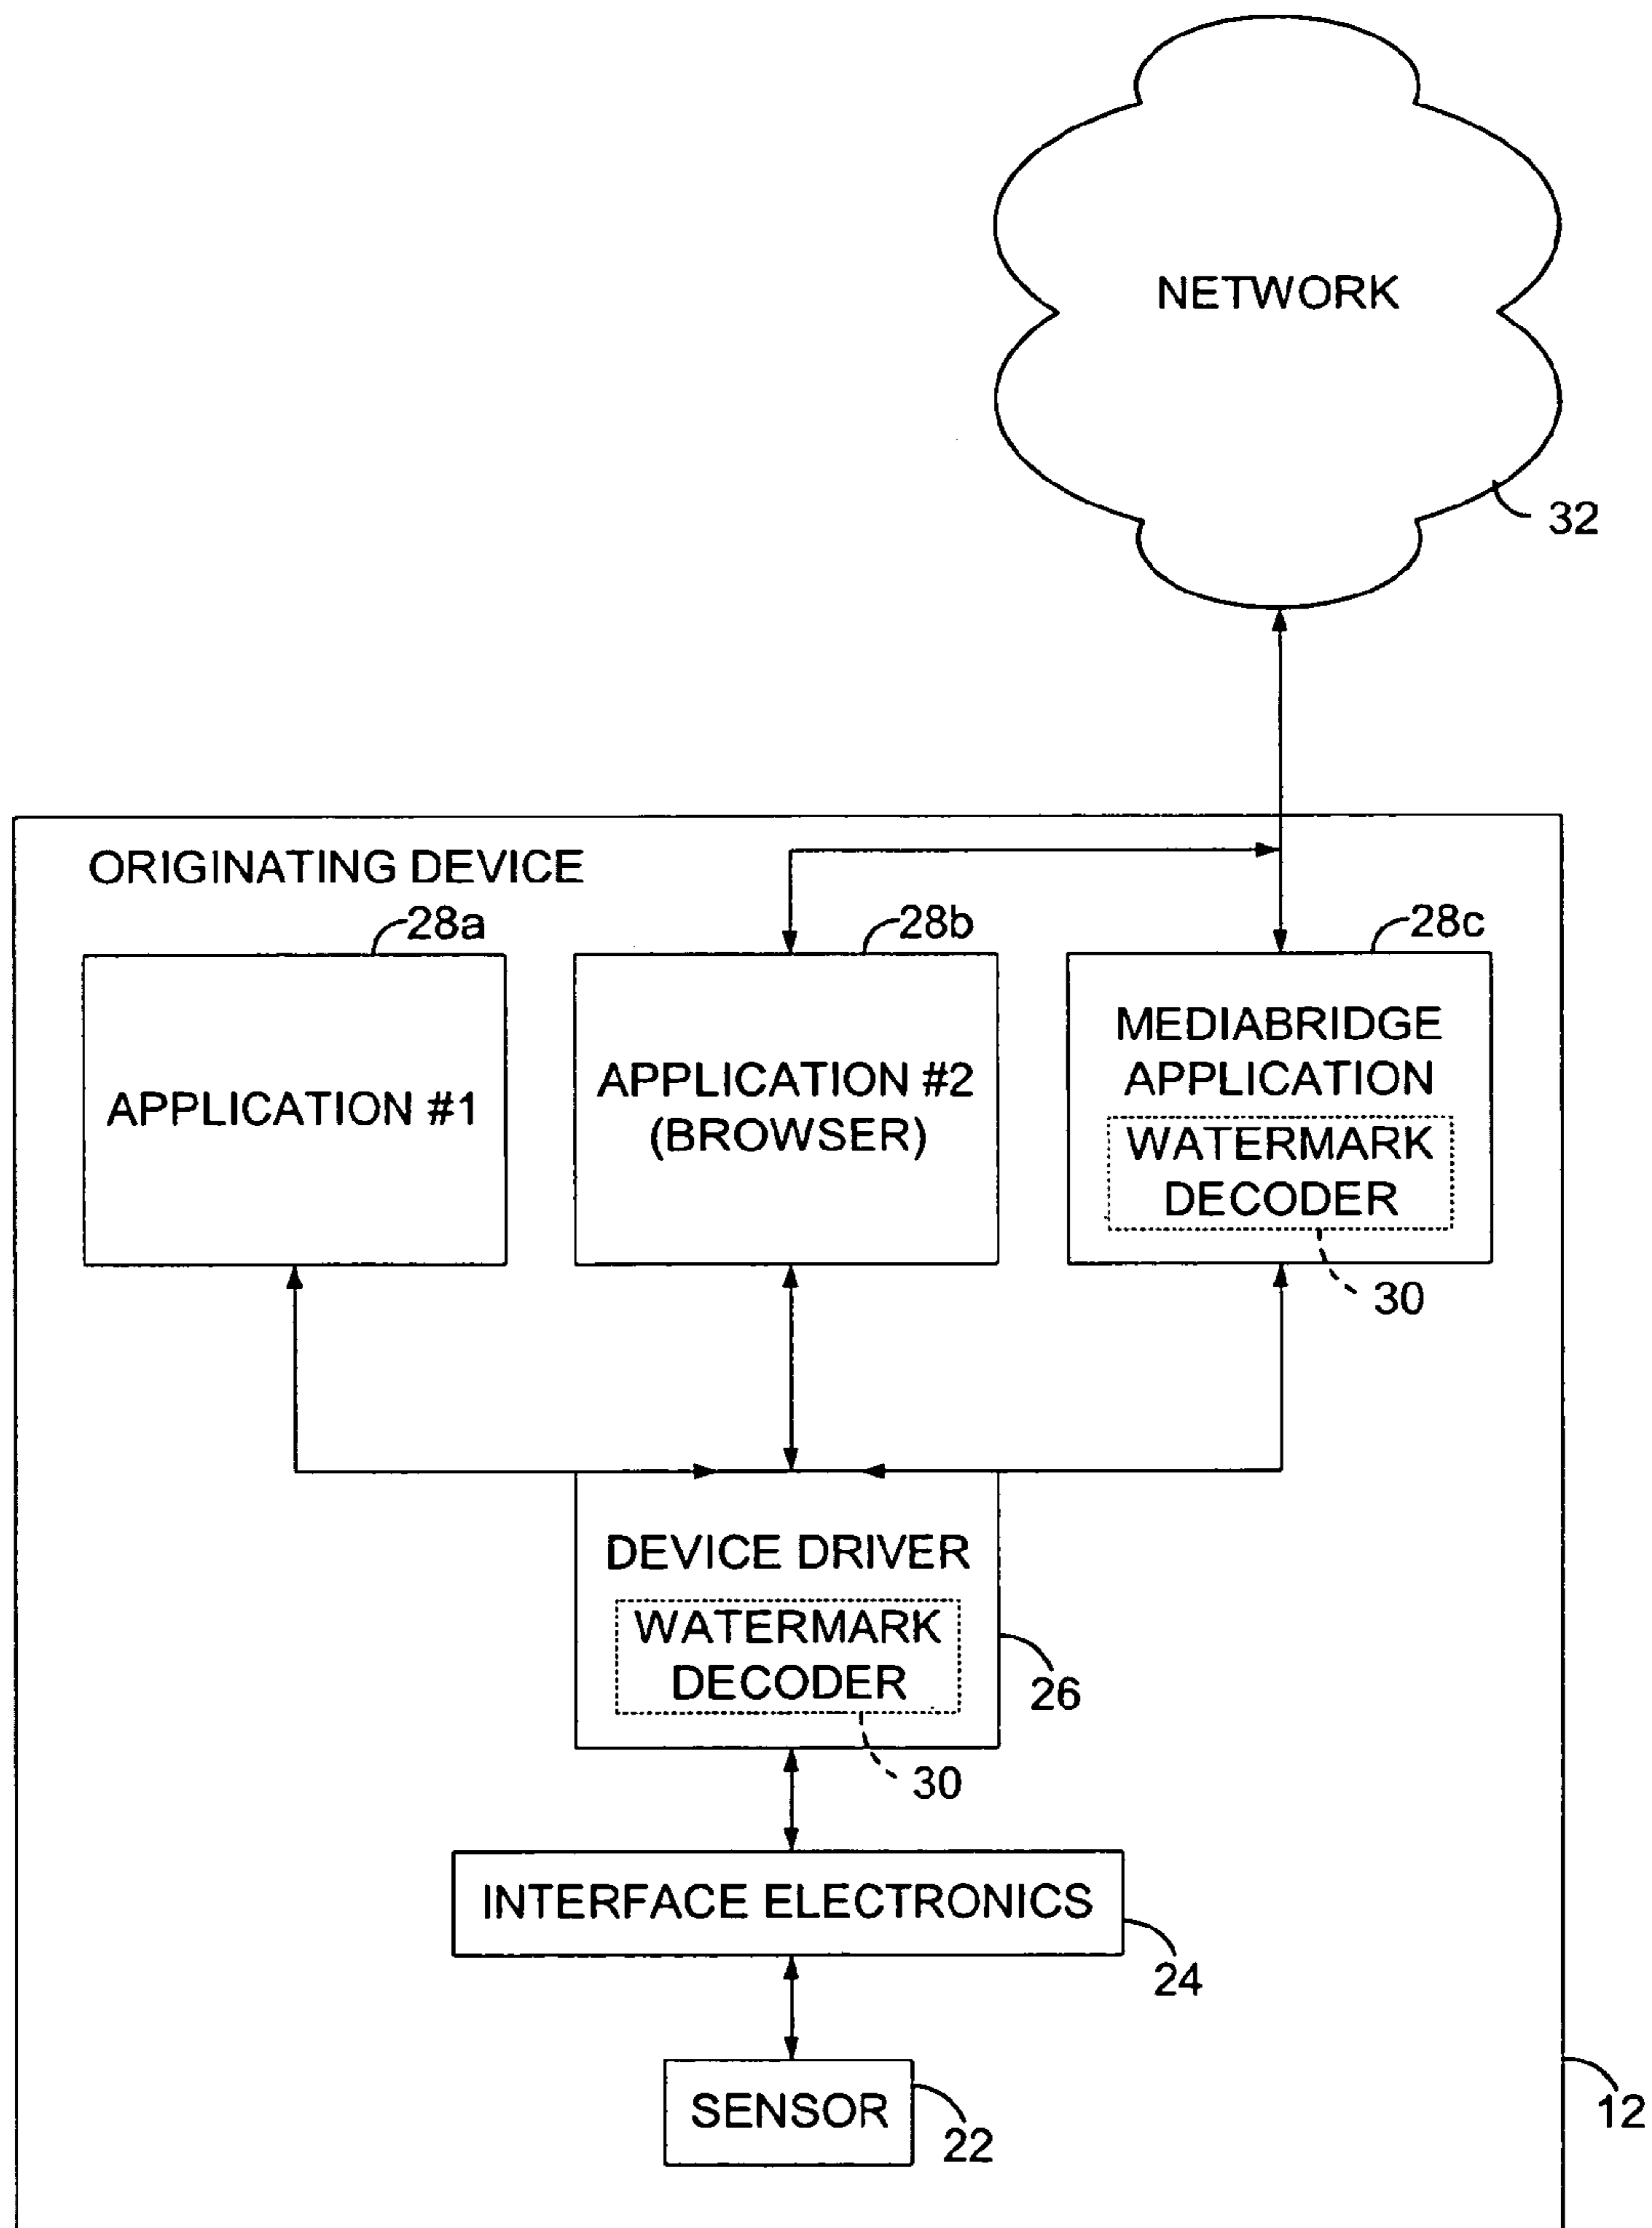 NETWORK
32
ORIGINATING DEVICE
28a
28b
28c
APPLICATION #1
APPLICATION #2
(BROWSER)
MEDIABRIDGE
APPLICATION
WATERMARK
DECODER
30
DEVICE DRIVER
WATERMARK
DECODER
26
30
INTERFACE ELECTRONICS
24
SENSOR
22
12